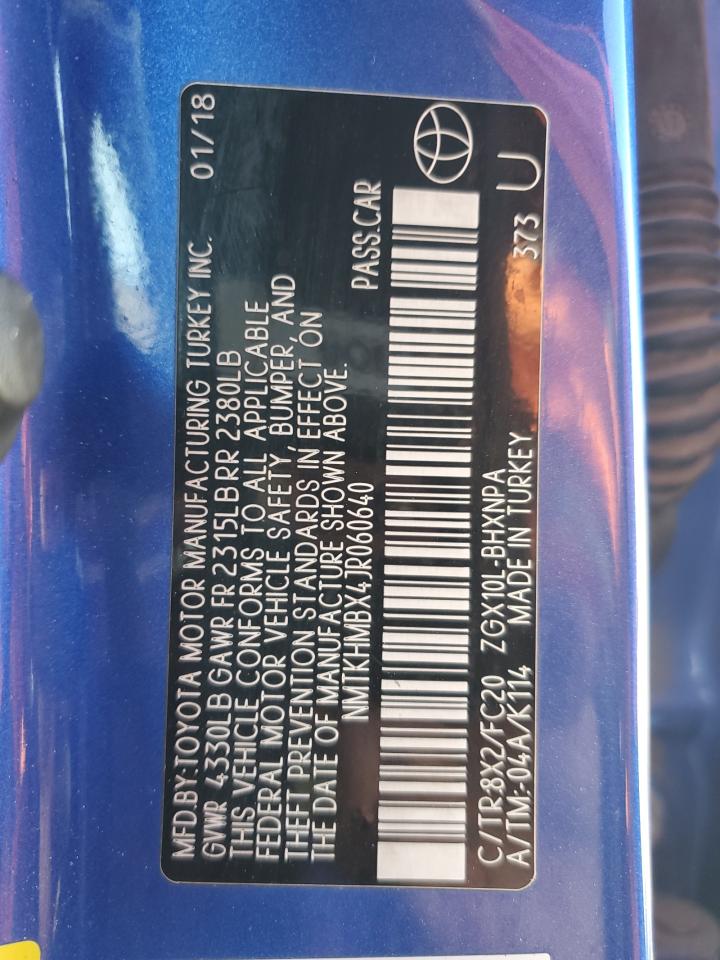 MFD.BY:TOYOTA MOTOR MANUFACTURING TURKEY INC. 01/18
GVWR 4330LB GAWR FR 2315LB RR 2380LB
THIS VEHICLE CONFORMS TO ALL APPLICABLE
FEDERAL MOTOR VEHICLE SAFETY, BUMPER, AND
THEFT PREVENTION STANDARDS IN EFFECT ON
THE DATE OF MANUFACTURE SHOWN ABOVE.
NMTKHMBX4JR060640 PASS.CAR
C/TR:8X2/FC20 ZGX10L-BHXNPA 373 U
A/TM:-04A/K114 MADE IN TURKEY